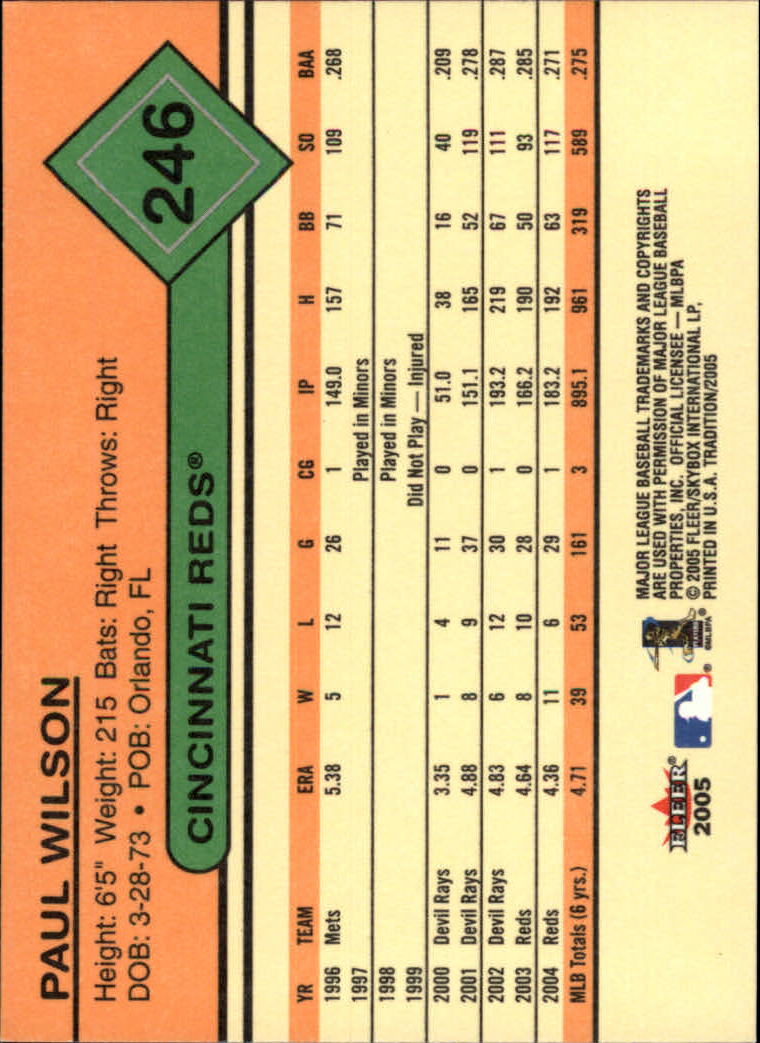 PAUL WILSON
Height: 6'5" Weight: 215 Bats: Right Throws: Right
DOB: 3-28-73 • POB: Orlando, FL
CINCINNATI REDS®
246
YR TEAM ERA W L G CG IP H BB SO BAA
1996 Mets 5.38 5 12 26 1 149.0 157 71 109 .268
1997 Played in Minors
1998 Played in Minors
1999 Did Not Play — Injured
2000 Devil Rays 3.35 1 4 11 0 51.0 38 16 40 .209
2001 Devil Rays 4.88 8 9 37 0 151.1 165 52 119 .278
2002 Devil Rays 4.83 6 12 30 1 193.2 219 67 111 .287
2003 Reds 4.64 8 10 28 0 166.2 190 50 93 .285
2004 Reds 4.36 11 6 29 1 183.2 192 63 117 .271
MLB Totals (6 yrs.) 4.71 39 53 161 3 895.1 961 319 589 .275
FLEER®
2005
®
©MLBPA
MAJOR LEAGUE BASEBALL TRADEMARKS AND COPYRIGHTS
ARE USED WITH PERMISSION OF MAJOR LEAGUE BASEBALL
PROPERTIES, INC. OFFICIAL LICENSEE — MLBPA
© 2005 FLEER/SKYBOX INTERNATIONAL LP,
PRINTED IN U.S.A. TRADITION/2005